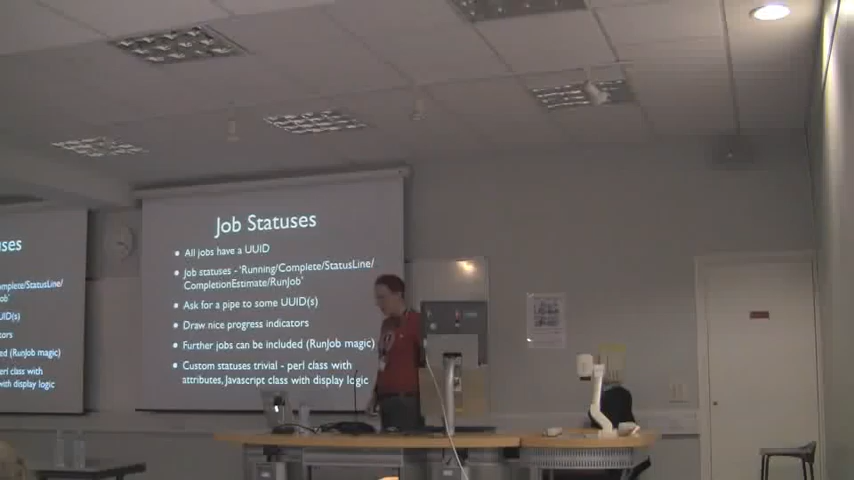 Job Statuses
All jobs have a UUID
Job statuses - 'Running/Complete/StatusLine/
CompletionEstimate/RunJob'
Ask for a pipe to some UUID(s)
Draw nice progress indicators
Further jobs can be included (RunJob magic)
Custom statuses trivial - perl class with
attributes, Javascript class with display logic
uses
omplete/StatusLine/
ob'
UID(s)
ators
ed (RunJob magic)
erl class with
with display logic